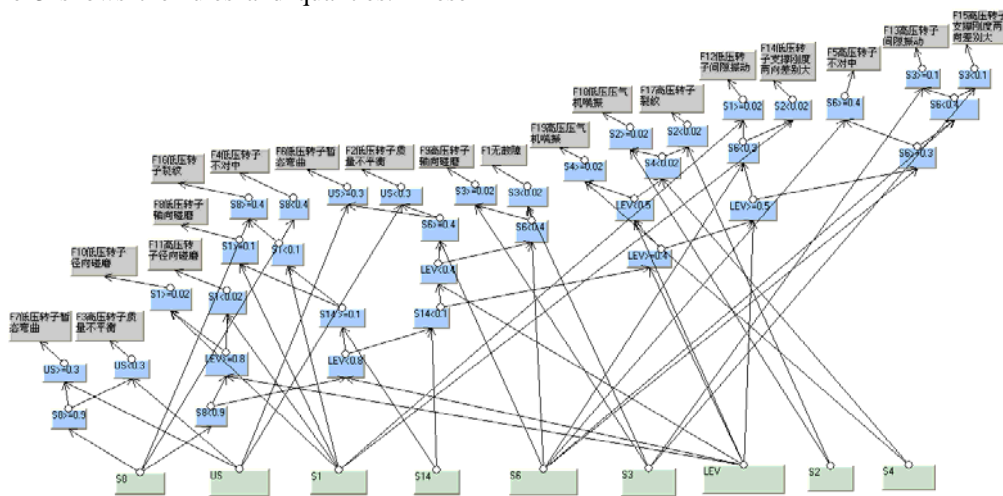 F15高压转子
支撑刚度两
向差别大
F13高压转子
间隙振动
F14低压转
子支撑刚度
两向差别大
F12低压转
子间隙振动
F5高压转子
不对中
S3>=0.1
S3<0.1
F18低压压气
机喘振
F17高压转子
裂纹
S1>=0.02
S2<0.02
S6>=0.4
S6<0.4
F19高压压气
机喘振
S2>=0.02
S2<0.02
F16低压转子
裂纹
F4低压转子
不对中
F6低压转子暂
态弯曲
F2低压转子质
量不平衡
F9高压转子
轴向碰磨
F1无故障
S4>=0.02
S4<0.02
S6>=0.3
US>=0.3
US<0.3
S3>=0.02
S3<0.02
F8低压转子
轴向碰磨
S8>=0.4
S8<0.4
LEV<0.5
LEV>=0.5
S6>=0.4
S6<0.4
F10低压转子
径向碰磨
F11高压转
子径向碰磨
S1>=0.1
S1<0.1
LEV>=0.4
LEV<0.4
S1>=0.02
S1<0.02
F7低压转子暂
态弯曲
F3高压转子质
量不平衡
S14>=0.1
S14<0.1
US>=0.3
US<0.3
LEV>=0.8
LEV<0.8
S8<0.9
US
S1
S14
S6
S3
LEV
S2
S4